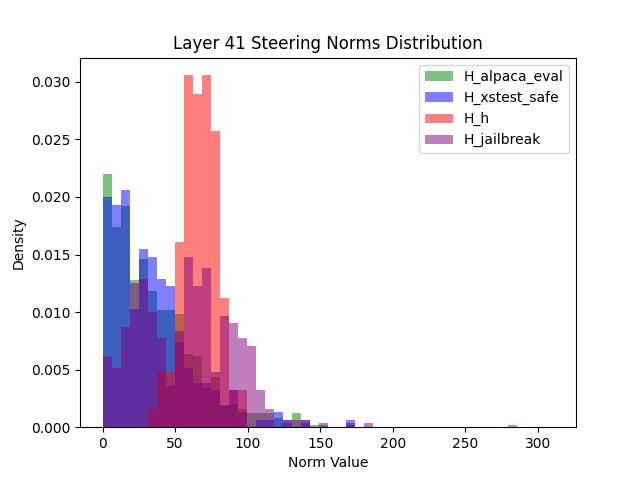 Layer 41 Steering Norms Distribution
H_alpaca_eval
H_xstest_safe
H_h
H_jailbreak
Density
0.030
0.025
0.020
0.015
0.010
0.005
0.000
0 50 100 150 200 250 300
Norm Value